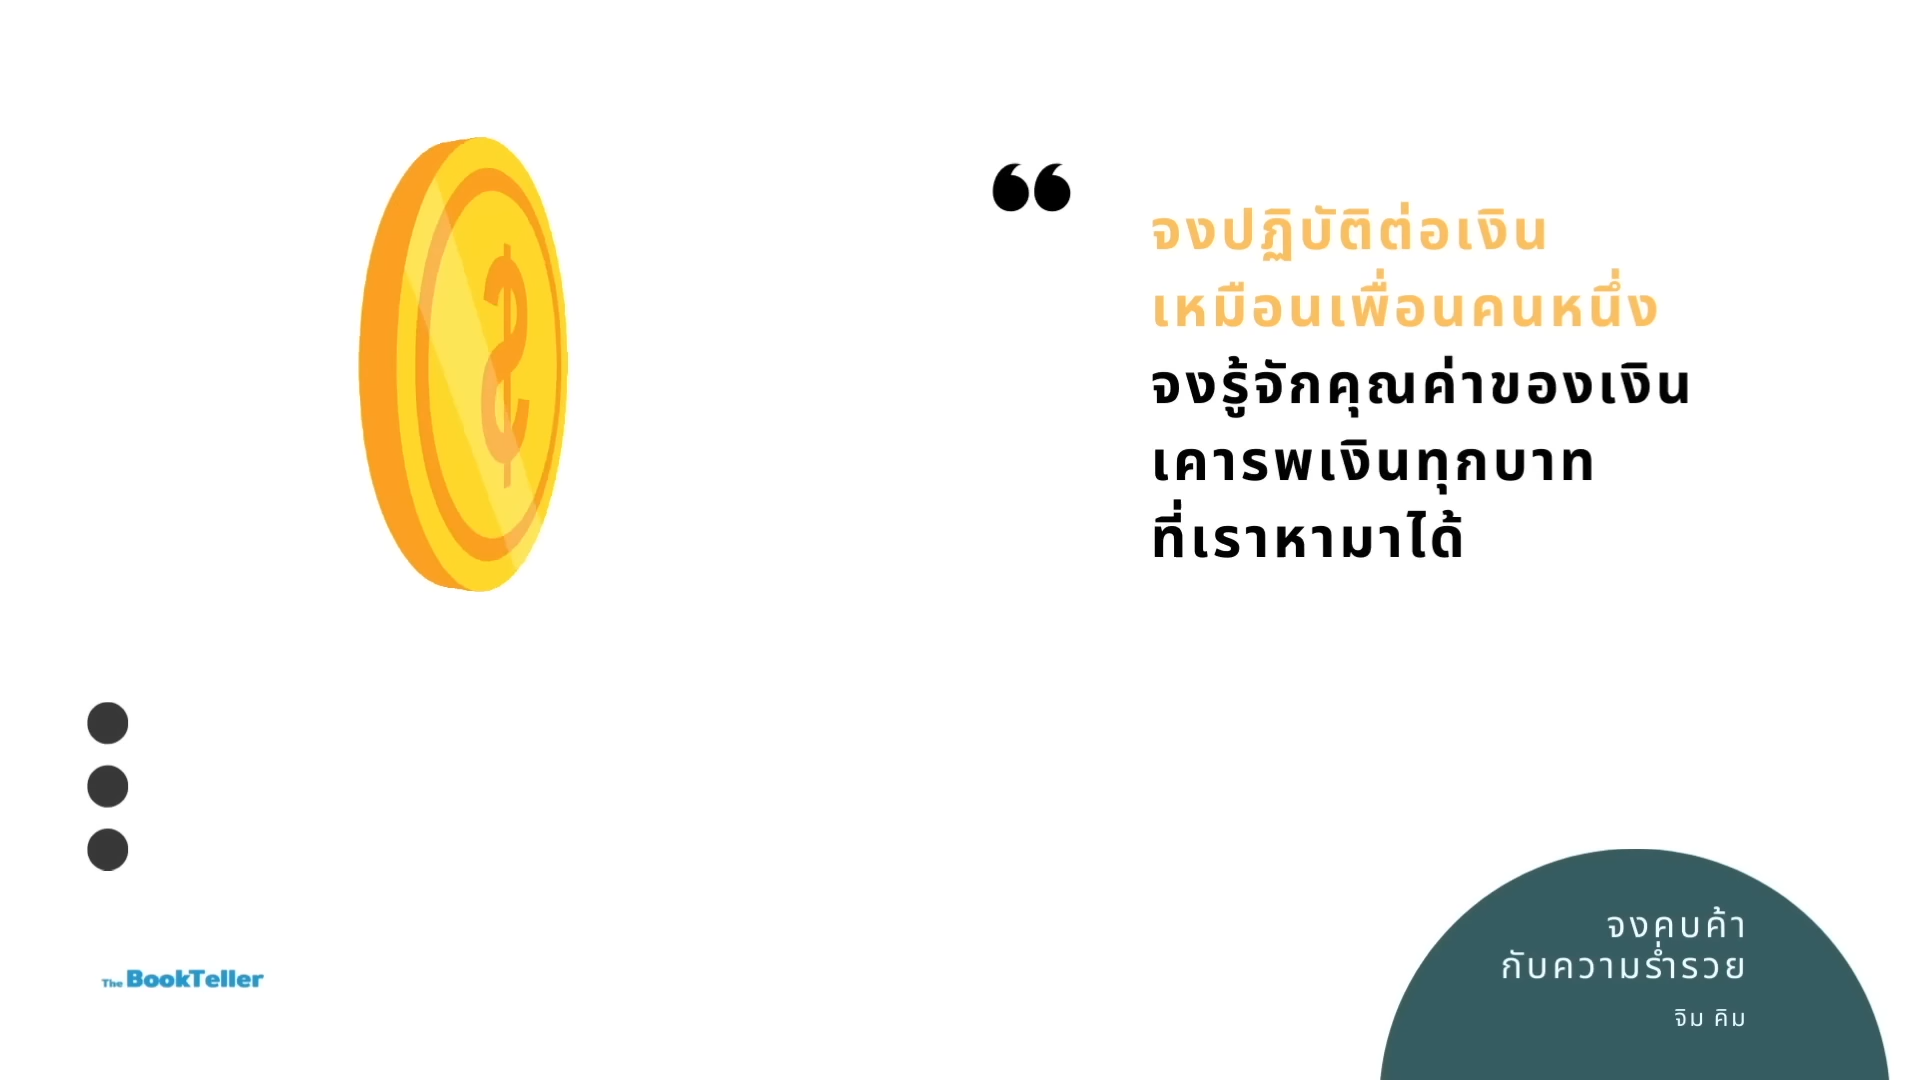 จงปฏิบัติต่อเงิน
เหมือนเพื่อนคนหนึ่ง
จงรู้จักคุณค่าของเงิน
เคารพเงินทุกบาท
ที่เราหามาได้
The BookTeller
จงคบค้า
กับความร่ำรวย
จิม คิม